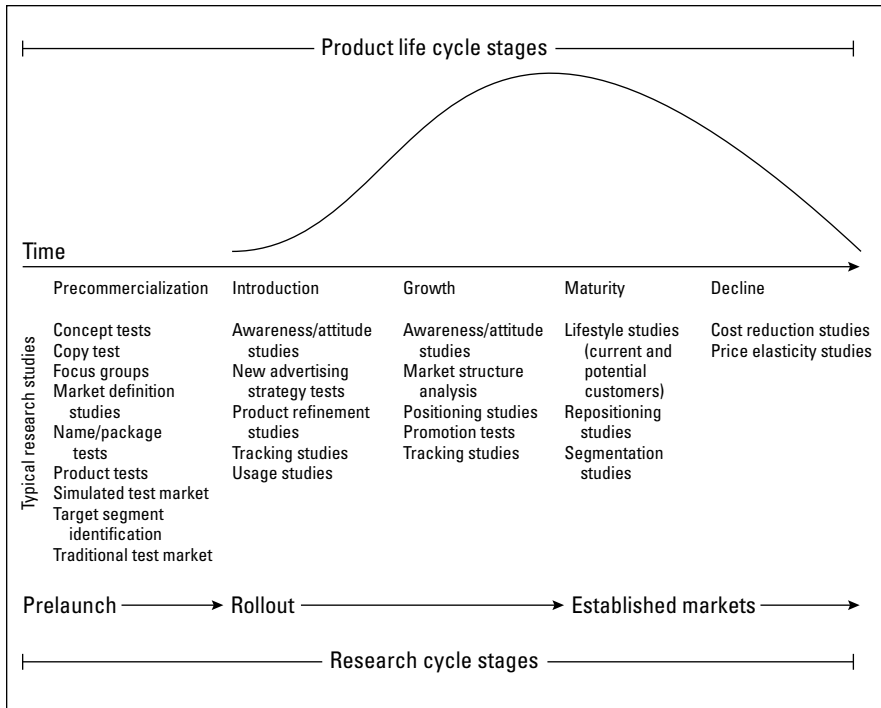 Product life cycle stages
Time
Precommercialization
Introduction
Growth
Maturity
Decline
Typical research studies
Concept tests
Copy test
Focus groups
Market definition
studies
Name/package
tests
Product tests
Simulated test market
Target segment
identification
Traditional test market
Awareness/attitude
studies
New advertising
strategy tests
Product refinement
studies
Tracking studies
Usage studies
Awareness/attitude
studies
Market structure
analysis
Positioning studies
Promotion tests
Tracking studies
Lifestyle studies
(current and
potential
customers)
Repositioning
studies
Segmentation
studies
Cost reduction studies
Price elasticity studies
Prelaunch
Rollout
Established markets
Research cycle stages